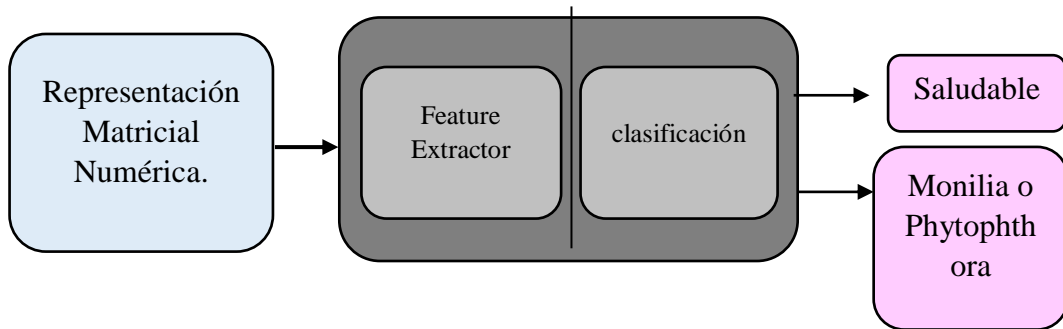 Representación
Matricial
Numérica.
Feature
Extractor
clasificación
Saludable
Monilia o
Phytophth
ora